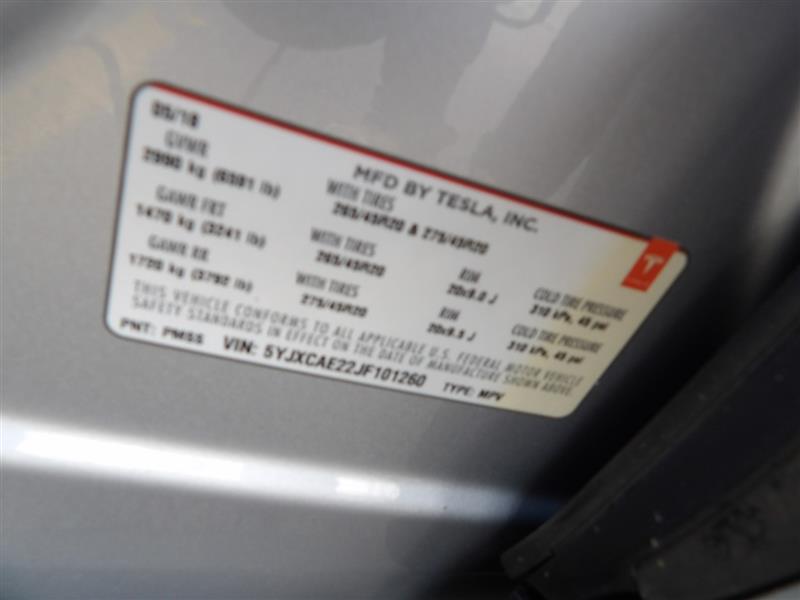 09/18
MFD BY TESLA, INC.
GVWR
2990 kg (6591 lb)
WITH TIRES
265/45R20 & 275/45R20
GAWR FRT
1470 kg (3241 lb)
WITH TIRES
265/45R20
RIM
20x9.0 J
COLD TIRE PRESSURE
310 kPa, 45 psi
GAWR RR
1720 kg (3792 lb)
WITH TIRES
275/45R20
RIM
20x9.5 J
COLD TIRE PRESSURE
310 kPa, 45 psi
THIS VEHICLE CONFORMS TO ALL APPLICABLE U.S. FEDERAL MOTOR VEHICLE
SAFETY STANDARDS IN EFFECT ON THE DATE OF MANUFACTURE SHOWN ABOVE.
PNT: PMSS VIN: 5YJXCAE22JF101260 TYPE: MPV